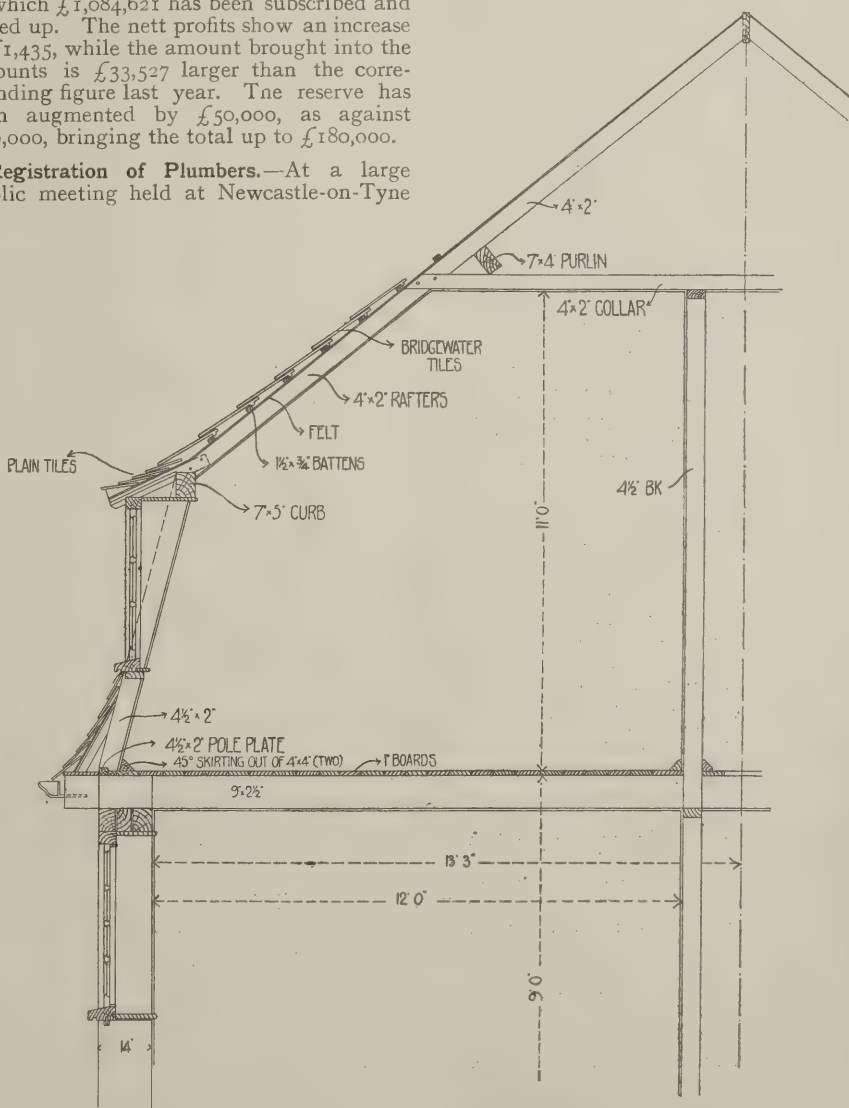 which £1,084,621 has been subscribed and
ed up. The nett profits show an increase
1,435, while the amount brought into the
ounts is £33,527 larger than the corre-
nding figure last year. Tne reserve has
n augmented by £50,000, as against
,000, bringing the total up to £180,000.
Registration of Plumbers.—At a large
lic meeting held at Newcastle-on-Tyne
4"×2"
7"×4" PURLIN
4"×2" COLLAR
BRIDGEWATER
TILES
4"×2" RAFTERS
FELT
1½"×¾" BATTENS
PLAIN TILES
7"×5" CURB
4½" BK
11'.0"
4½"×2"
4½"×2" POLE PLATE
45° SKIRTING OUT OF 4"×4" (TWO)
1" BOARDS
9"×2½"
13' 3"
12' 0"
9'.0"
14"